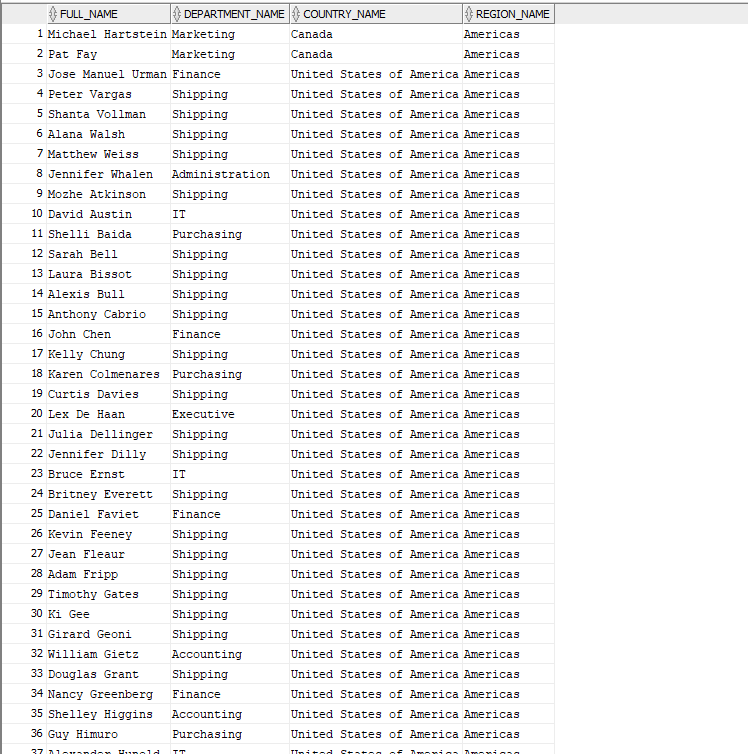 FULL_NAME DEPARTMENT_NAME COUNTRY_NAME REGION_NAME
1 Michael Hartstein Marketing Canada Americas
2 Pat Fay Marketing Canada Americas
3 Jose Manuel Urman Finance United States of America Americas
4 Peter Vargas Shipping United States of America Americas
5 Shanta Vollman Shipping United States of America Americas
6 Alana Walsh Shipping United States of America Americas
7 Matthew Weiss Shipping United States of America Americas
8 Jennifer Whalen Administration United States of America Americas
9 Mozhe Atkinson Shipping United States of America Americas
10 David Austin IT United States of America Americas
11 Shelli Baida Purchasing United States of America Americas
12 Sarah Bell Shipping United States of America Americas
13 Laura Bissot Shipping United States of America Americas
14 Alexis Bull Shipping United States of America Americas
15 Anthony Cabrio Shipping United States of America Americas
16 John Chen Finance United States of America Americas
17 Kelly Chung Shipping United States of America Americas
18 Karen Colmenares Purchasing United States of America Americas
19 Curtis Davies Shipping United States of America Americas
20 Lex De Haan Executive United States of America Americas
21 Julia Dellinger Shipping United States of America Americas
22 Jennifer Dilly Shipping United States of America Americas
23 Bruce Ernst IT United States of America Americas
24 Britney Everett Shipping United States of America Americas
25 Daniel Faviet Finance United States of America Americas
26 Kevin Feeney Shipping United States of America Americas
27 Jean Fleaur Shipping United States of America Americas
28 Adam Fripp Shipping United States of America Americas
29 Timothy Gates Shipping United States of America Americas
30 Ki Gee Shipping United States of America Americas
31 Girard Geoni Shipping United States of America Americas
32 William Gietz Accounting United States of America Americas
33 Douglas Grant Shipping United States of America Americas
34 Nancy Greenberg Finance United States of America Americas
35 Shelley Higgins Accounting United States of America Americas
36 Guy Himuro Purchasing United States of America Americas
37 Alexander Hunold IT United States of America Americas